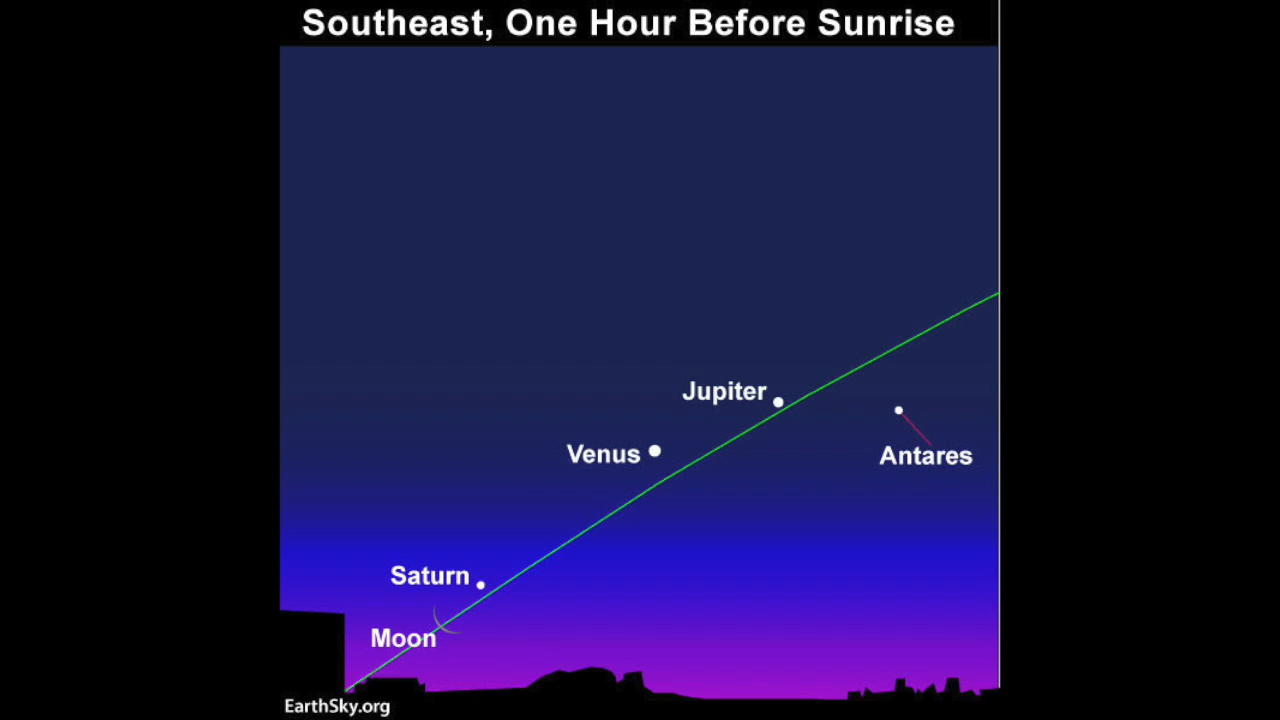 Southeast, One Hour Before Sunrise
Jupiter
Venus
Antares
Saturn
Moon
EarthSky.org